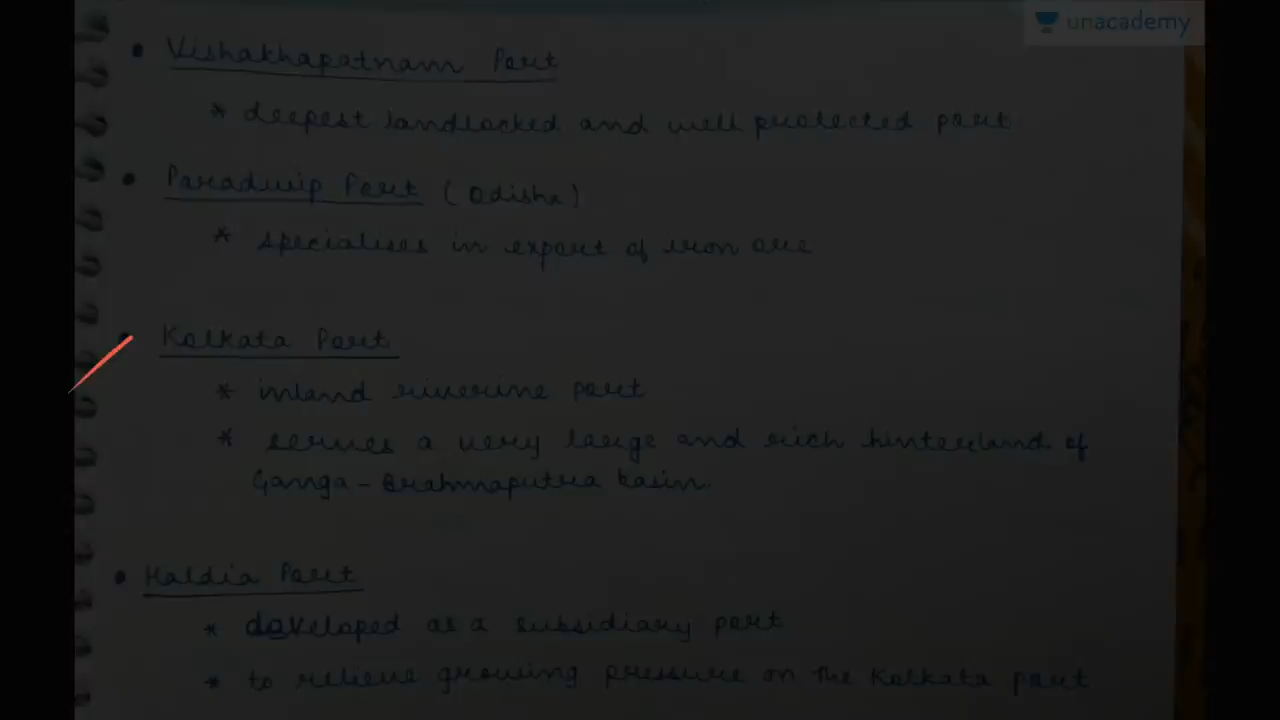 unacademy
• Vishakhapatnam Port
* deepest landlocked and well protected port
• Paradwip Port (Odisha)
* specialises in export of iron ore
• Kolkata Port
* inland riverine port
* serves a very large and rich hinterland of
Ganga - Brahmaputra basin.
• Haldia Port
* daveloped as a subsidiary port
* to relieve growing pressure on the Kolkata port